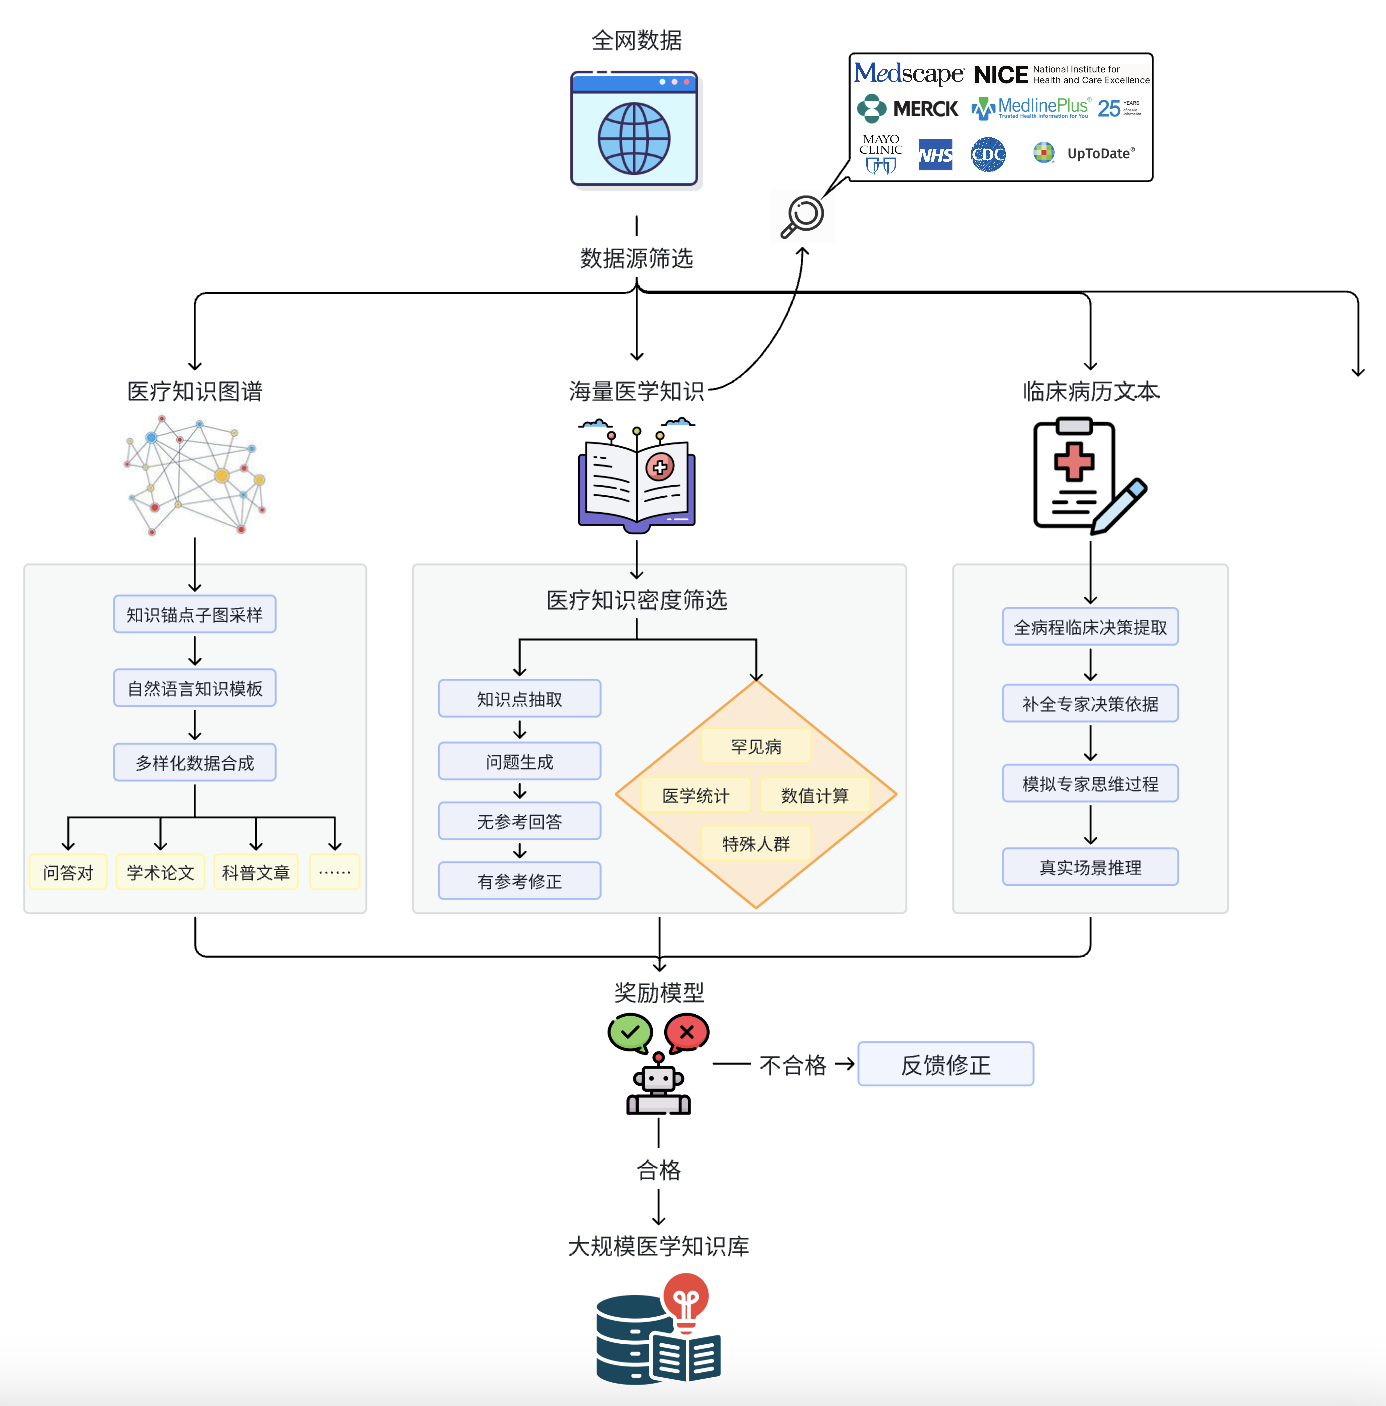 全网数据
Medscape®
NICE National Institute for Health and Care Excellence
MERCK
MedlinePlus®
Trusted Health Information for You
25 YEARS
MAYO
CLINIC
NHS
CDC
UpToDate®
数据源筛选
医疗知识图谱
海量医学知识
临床病历文本
知识锚点子图采样
自然语言知识模板
多样化数据合成
问答对
学术论文
科普文章
……
医疗知识密度筛选
知识点抽取
问题生成
无参考回答
有参考修正
罕见病
医学统计
数值计算
特殊人群
全病程临床决策提取
补全专家决策依据
模拟专家思维过程
真实场景推理
奖励模型
不合格
反馈修正
合格
大规模医学知识库